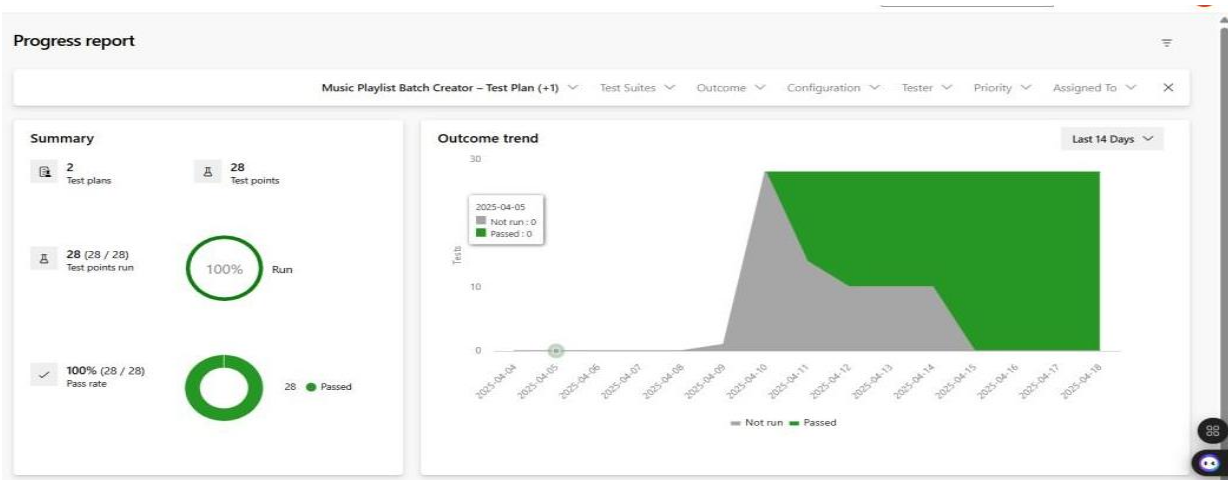 Progress report
Music Playlist Batch Creator – Test Plan (+1) Test Suites Outcome Configuration Tester Priority Assigned To
Summary
2
Test plans
28
Test points
28 (28 / 28)
Test points run
100%
Run
100% (28 / 28)
Pass rate
28 Passed
Outcome trend
Last 14 Days
30
2025-04-05
Not run : 0
Passed : 0
Tests
10
0
2025-04-04
2025-04-05
2025-04-06
2025-04-07
2025-04-08
2025-04-09
2025-04-10
2025-04-11
2025-04-12
2025-04-13
2025-04-14
2025-04-15
2025-04-16
2025-04-17
2025-04-18
Not run Passed